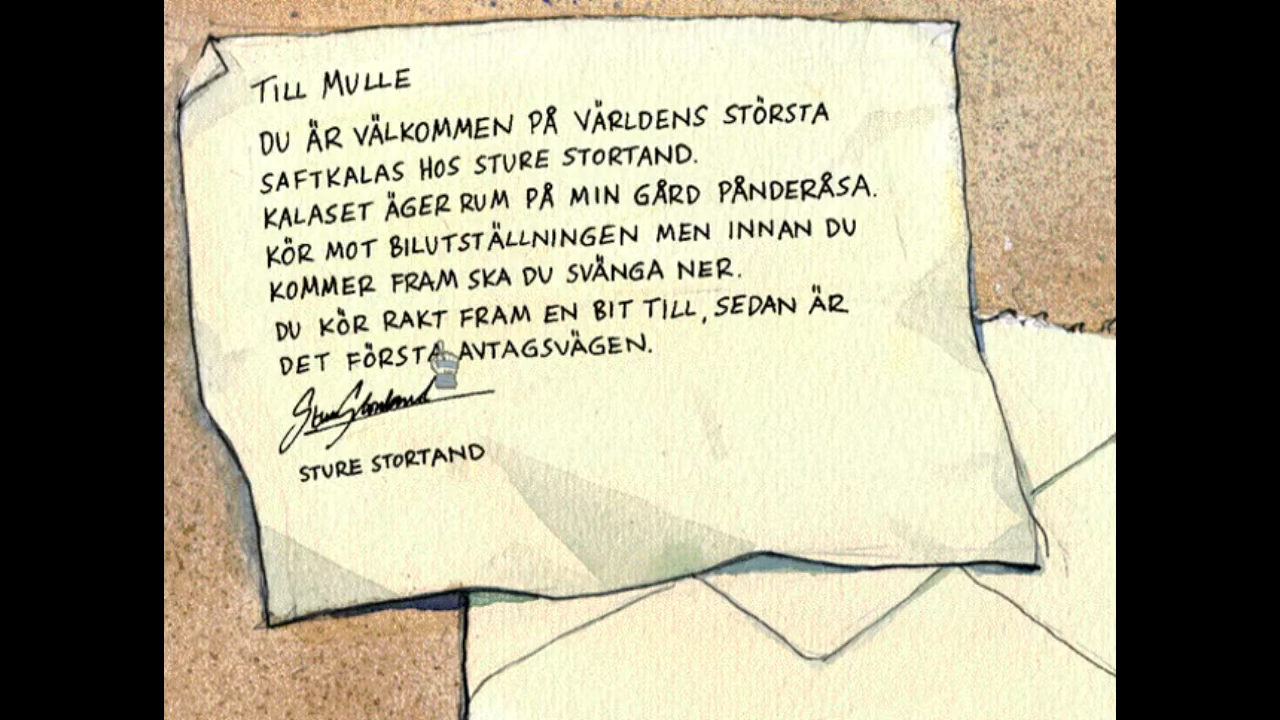 TILL MULLE
DU ÄR VÄLKOMMEN PÅ VÄRLDENS STÖRSTA
SAFTKALAS HOS STURE STORTAND.
KALASET ÄGER RUM PÅ MIN GÅRD PÅNDERÅSA.
KÖR MOT BILUTSTÄLLNINGEN MEN INNAN DU
KOMMER FRAM SKA DU SVÄNGA NER.
DU KÖR RAKT FRAM EN BIT TILL, SEDAN ÄR
DET FÖRSTA AVTAGSVÄGEN.
Sture Stortand
STURE STORTAND